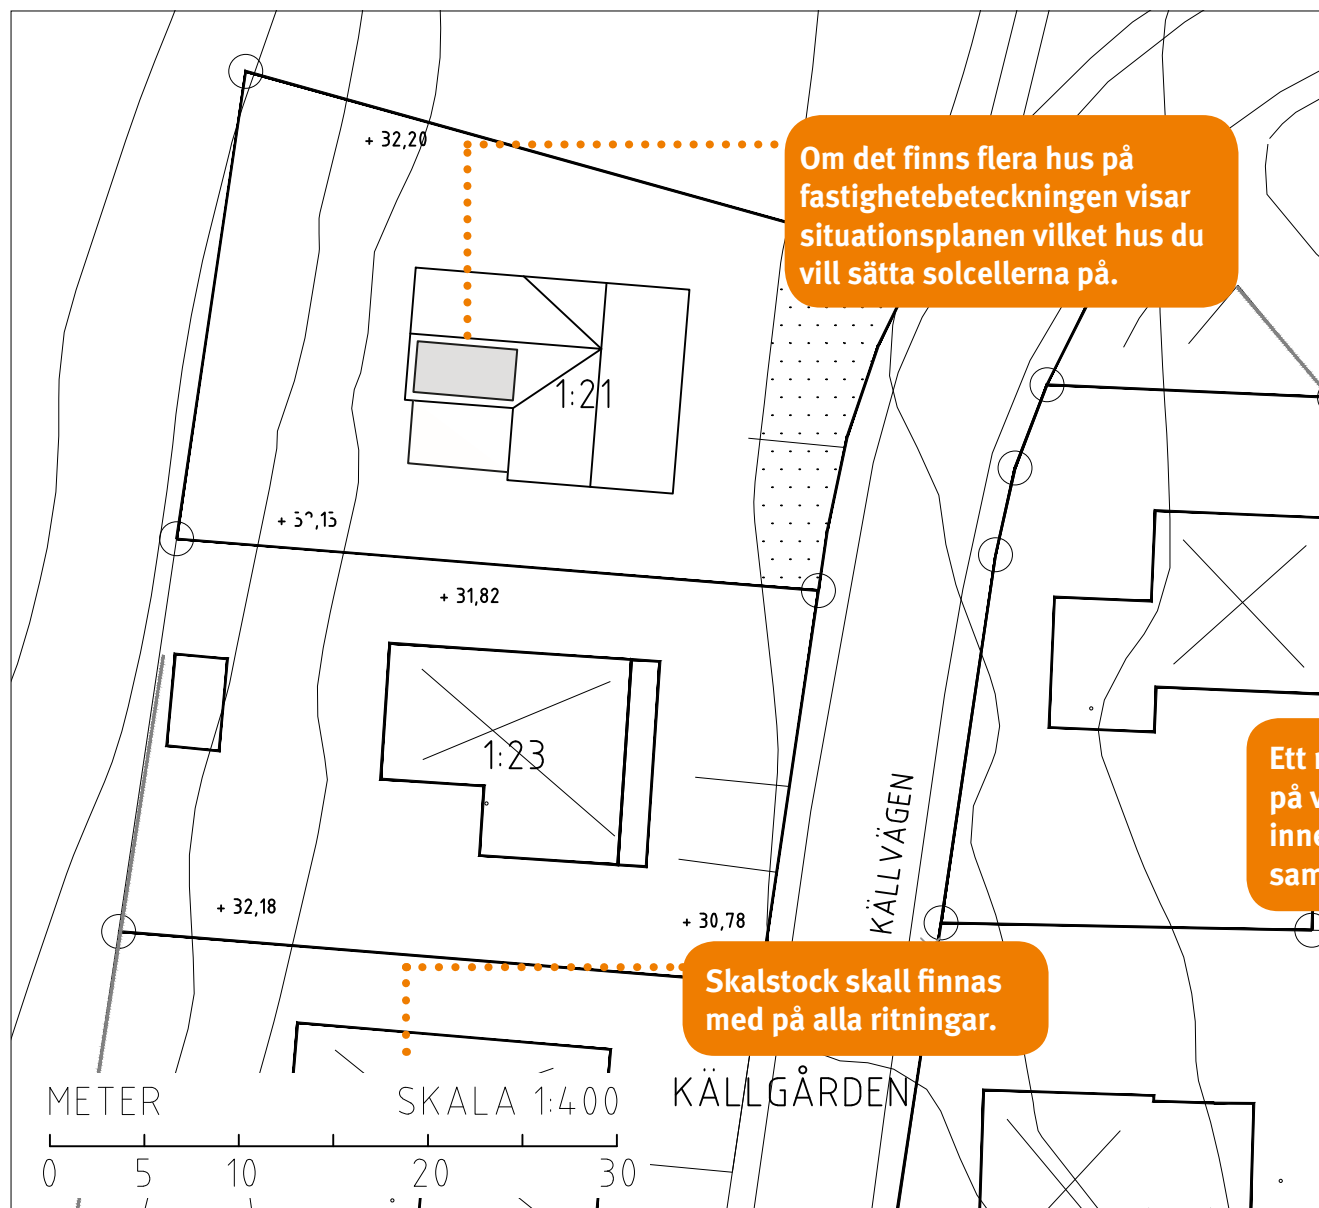 + 32,20
Om det finns flera hus på
fastighetebeteckningen visar
situationsplanen vilket hus du
vill sätta solcellerna på.
1:21
+ 31,82
1:23
KÄLLVÄGEN
Ett
på
+ 32,18
+ 30,78
Skalstock skall finnas
med på alla ritningar.
METER
SKALA 1:400
KÄLLGÅRDEN
0 5 10 20 30